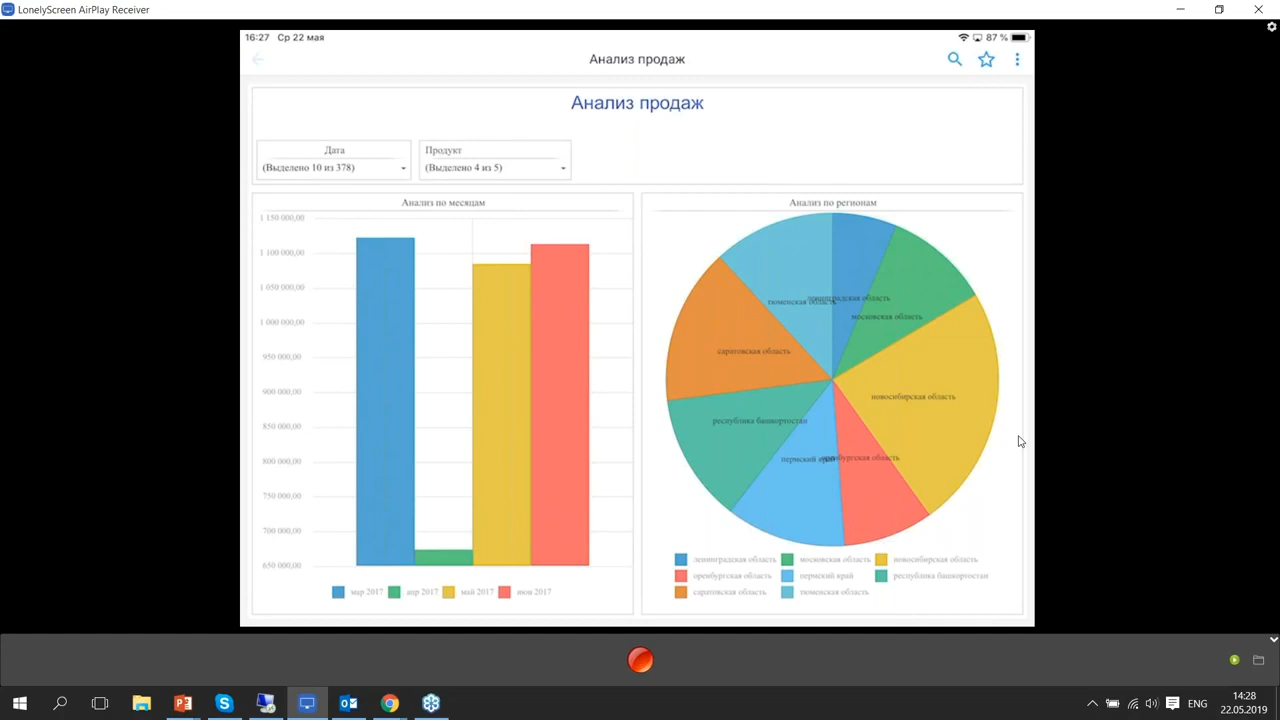 LonelyScreen AirPlay Receiver
16:27 Ср 22 мая
87 %
Анализ продаж
Анализ продаж
Дата
(Выделено 10 из 378)
Продукт
(Выделено 4 из 5)
Анализ по месяцам
1 150 000,00
1 100 000,00
1 050 000,00
1 000 000,00
950 000,00
900 000,00
850 000,00
800 000,00
750 000,00
700 000,00
650 000,00
мар 2017 апр 2017 май 2017 июн 2017
Анализ по регионам
тюменская область
ленинградская область
московская область
саратовская область
новосибирская область
республика башкортостан
пермский край
оренбургская область
ленинградская область московская область новосибирская область
оренбургская область пермский край республика башкортостан
саратовская область тюменская область
ENG
14:28
22.05.2019